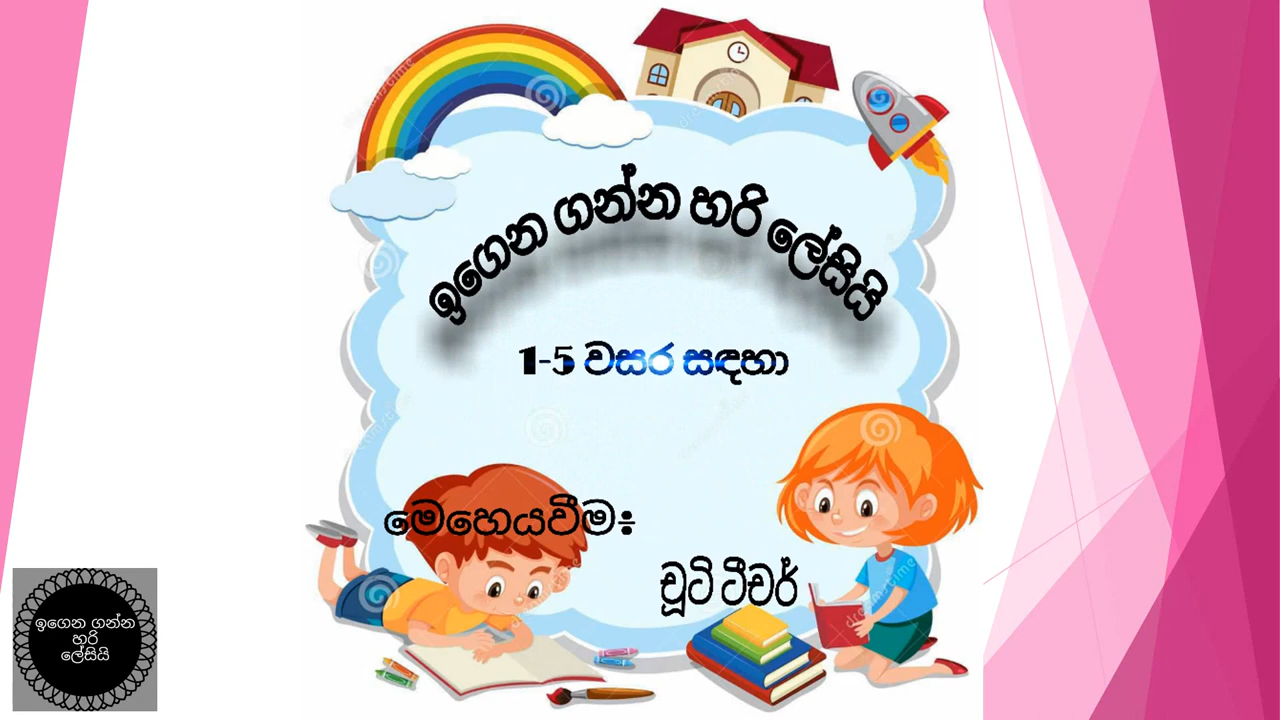 ඉගෙන ගන්න හරි ලේසියි
1-5 වසර සඳහා
මෙහෙයවීම÷
චූටි ටීචර්
ඉගෙන ගන්න
හරි
ලේසියි